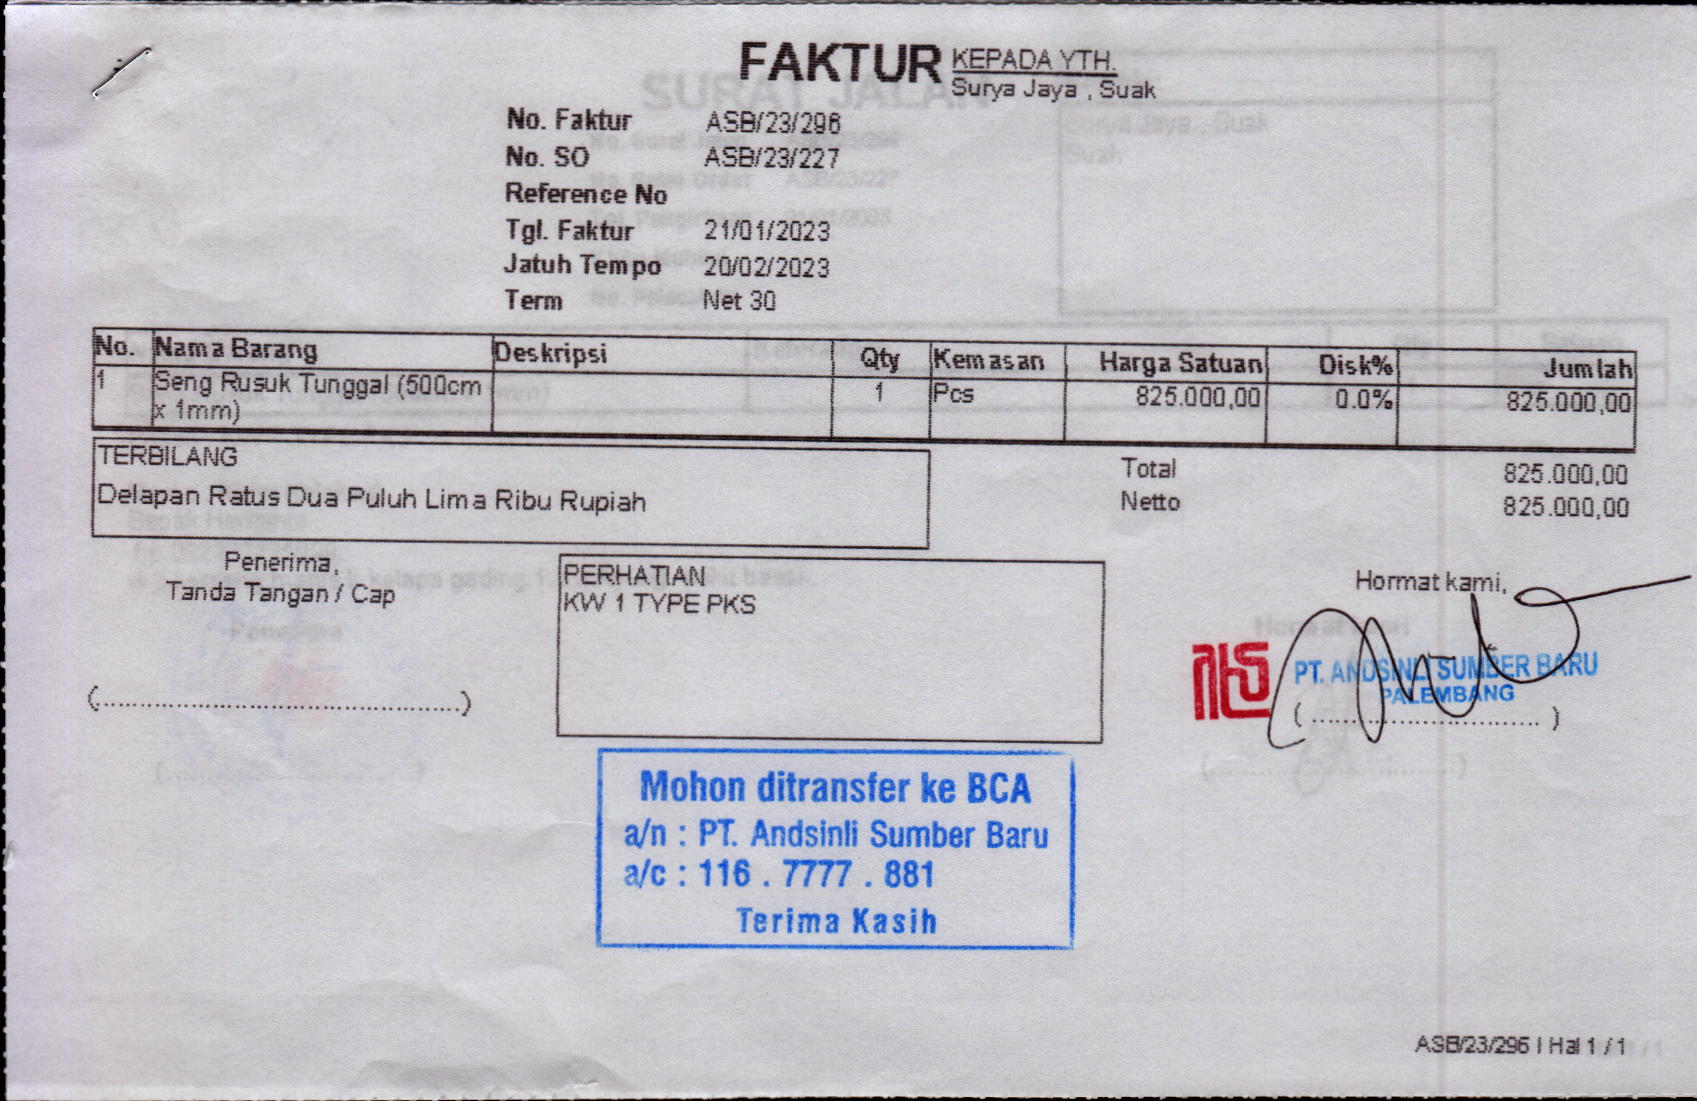 FAKTUR
KEPADA YTH.
Surya Jaya , Suak
No. Faktur ASB/23/296
No. SO ASB/23/227
Reference No
Tgl. Faktur 21/01/2023
Jatuh Tempo 20/02/2023
Term Net 30
No. Nama Barang Deskripsi Qty Kemasan Harga Satuan Disk% Jumlah
1 Seng Rusuk Tunggal (500cm 1 Pcs 825.000,00 0.0% 825.000,00
x 1mm)
TERBILANG
Delapan Ratus Dua Puluh Lima Ribu Rupiah
Total 825.000,00
Netto 825.000,00
Penerima,
Tanda Tangan / Cap
(................................................)
PERHATIAN
KW 1 TYPE PKS
Hormat kami,
PT. ANDSINLI SUMBER BARU
PALEMBANG
(..............................)
Mohon ditransfer ke BCA
a/n : PT. Andsinli Sumber Baru
a/c : 116 . 7777 . 881
Terima Kasih
ASB/23/296 | Hal 1 / 1